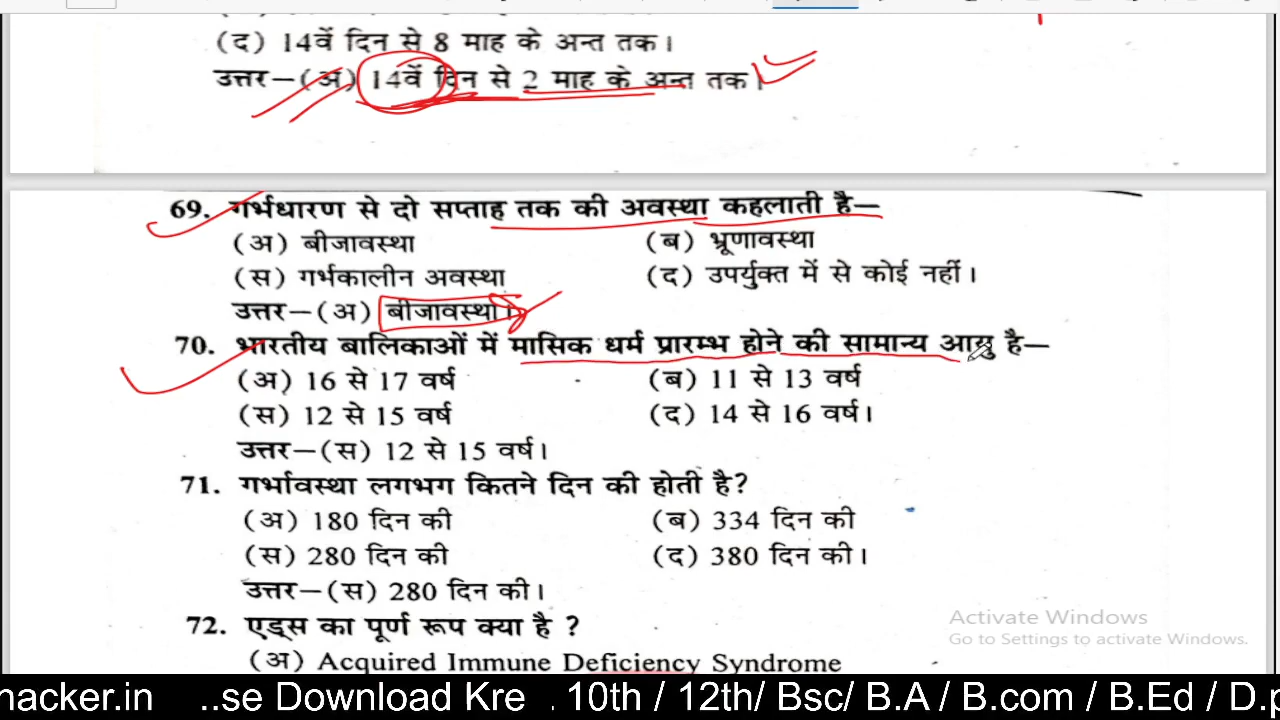 (द) 14वें दिन से 8 माह के अन्त तक।
उत्तर–(अ) 14वें दिन से 2 माह के अन्त तक।
69. गर्भधारण से दो सप्ताह तक की अवस्था कहलाती है—
(अ) बीजावस्था (ब) भ्रूणावस्था
(स) गर्भकालीन अवस्था (द) उपर्युक्त में से कोई नहीं।
उत्तर–(अ) बीजावस्था।
70. भारतीय बालिकाओं में मासिक धर्म प्रारम्भ होने की सामान्य आयु है—
(अ) 16 से 17 वर्ष (ब) 11 से 13 वर्ष
(स) 12 से 15 वर्ष (द) 14 से 16 वर्ष।
उत्तर–(स) 12 से 15 वर्ष।
71. गर्भावस्था लगभग कितने दिन की होती है?
(अ) 180 दिन की (ब) 334 दिन की
(स) 280 दिन की (द) 380 दिन की।
उत्तर–(स) 280 दिन की।
72. एड्स का पूर्ण रूप क्या है ?
(अ) Acquired Immune Deficiency Syndrome
Activate Windows
Go to Settings to activate Windows.
hacker.in ..se Download Kre . 10th / 12th/ Bsc/ B.A / B.com / B.Ed / D.p